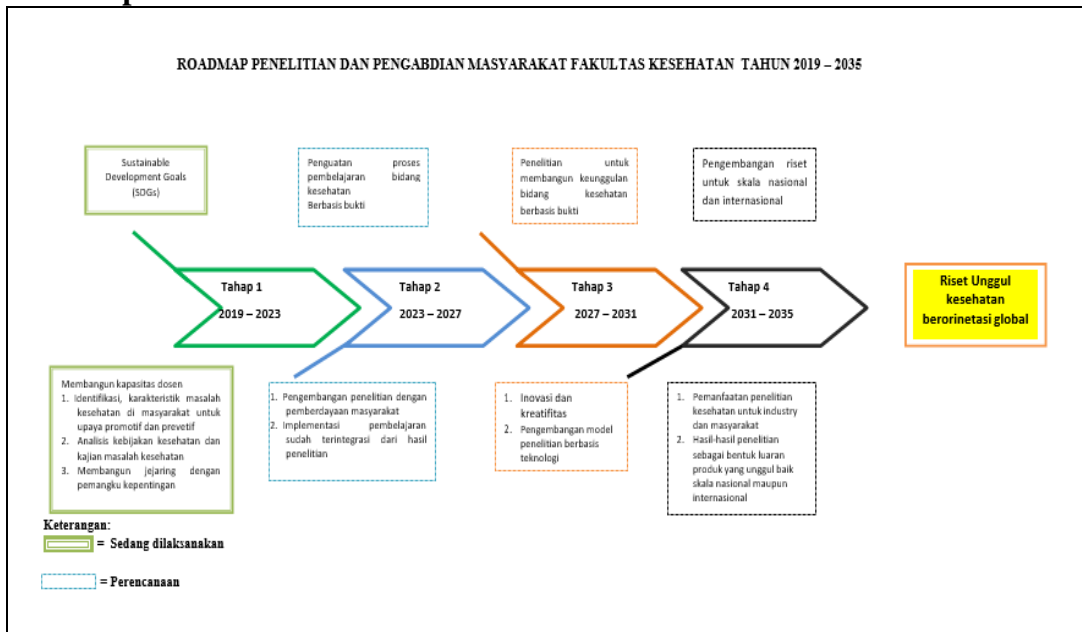 ROADMAP PENELITIAN DAN PENGABDIAN MASYARAKAT FAKULTAS KESEHATAN TAHUN 2019 – 2035
Sustainable
Development Goals
(SDGs)
Penguatan proses
pembelajaran bidang
kesehatan
Berbasis bukti
Penelitian untuk
membangun keunggulan
bidang kesehatan
berbasis bukti
Pengembangan riset
untuk skala nasional
dan internasional
Tahap 1
2019 – 2023
Tahap 2
2023 – 2027
Tahap 3
2027 – 2031
Tahap 4
2031 – 2035
Riset Unggul
kesehatan
berorinetasi global
Membangun kapasitas dosen
1. Identifikasi, karakteristik masalah
kesehatan di masyarakat untuk
upaya promotif dan prevetif
2. Analisis kebijakan kesehatan dan
kajian masalah kesehatan
3. Membangun jejaring dengan
pemangku kepentingan
1. Pengembangan penelitian dengan
pemberdayaan masyarakat
2. Implementasi pembelajaran
sudah terintegrasi dari hasil
penelitian
1. Inovasi dan
kreatifitas
2. Pengembangan model
penelitian berbasis
teknologi
1. Pemanfaatan penelitian
kesehatan untuk industry
dan masyarakat
2. Hasil-hasil penelitian
sebagai bentuk luaran
produk yang unggul baik
skala nasional maupun
internasional
Keterangan:
= Sedang dilaksanakan
= Perencanaan